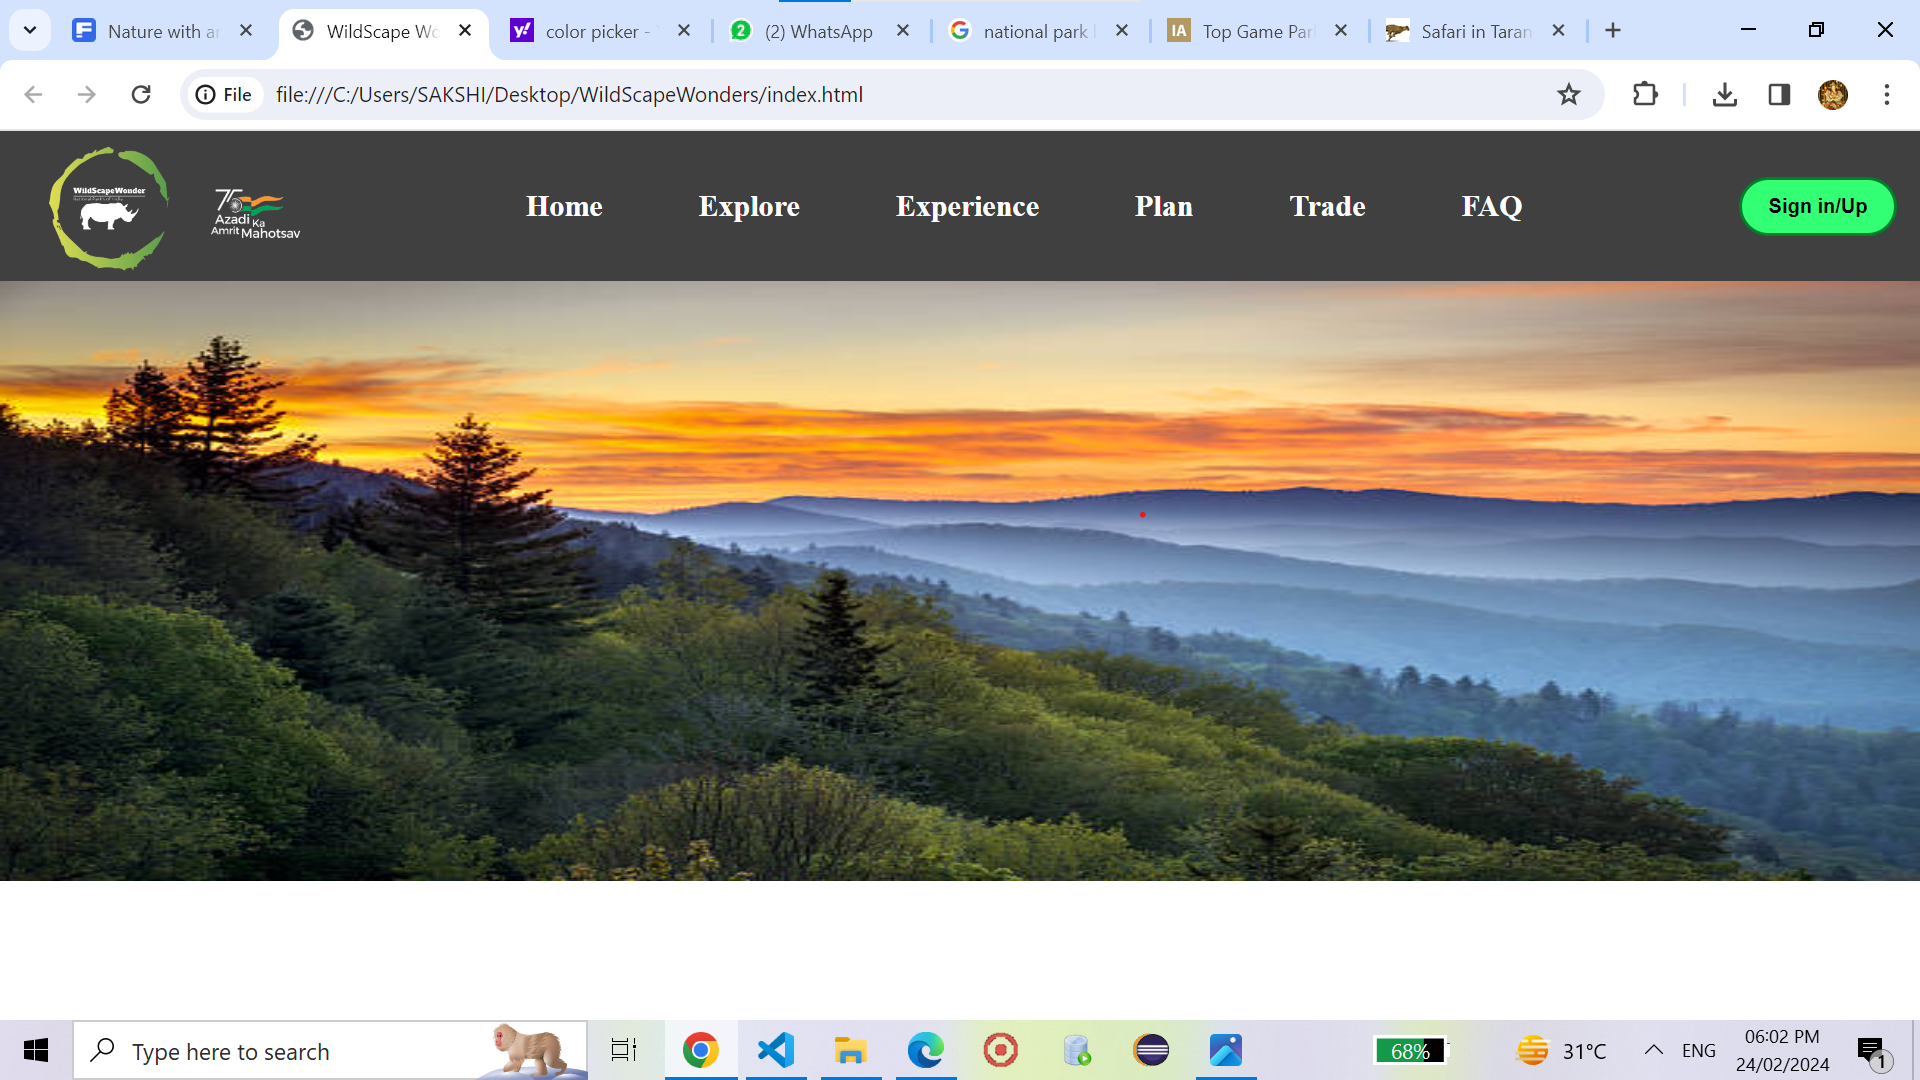 Nature with a
WildScape Wo
color picker -
(2) WhatsApp
national park
Top Game Par
Safari in Taran
File
file:///C:/Users/SAKSHI/Desktop/WildScapeWonders/index.html
WildScapeWonder
75
Azadi Ka
Amrit Mahotsav
Home
Explore
Experience
Plan
Trade
FAQ
Sign in/Up
Type here to search
68%
31°C
ENG
06:02 PM
24/02/2024
1